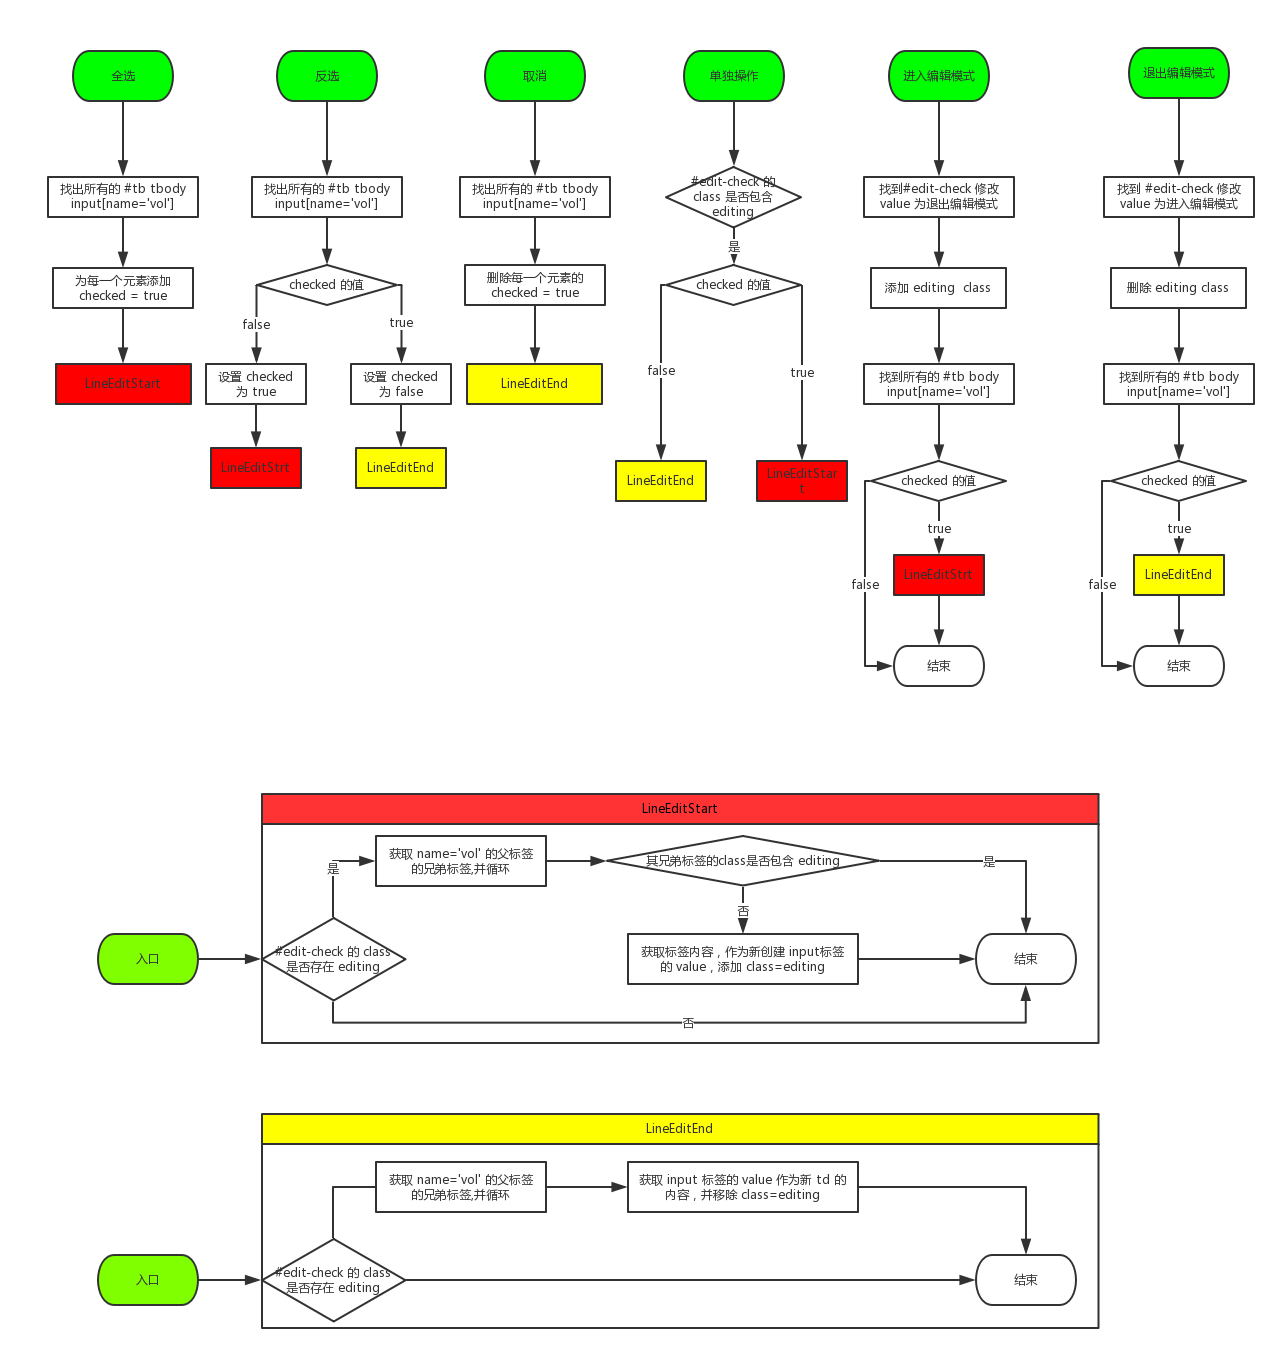 全选
找出所有的 #tb tbody
input[name='vol']
为每一个元素添加
checked = true
LineEditStart
反选
找出所有的 #tb tbody
input[name='vol']
checked 的值
false
true
设置 checked
为 true
设置 checked
为 false
LineEditStrt
LineEditEnd
取消
找出所有的 #tb tbody
input[name='vol']
删除每一个元素的
checked = true
LineEditEnd
单独操作
#edit-check 的
class 是否包含
editing
是
checked 的值
false
true
LineEditEnd
LineEditStar
t
进入编辑模式
找到#edit-check 修改
value 为退出编辑模式
添加 editing  class
找到所有的 #tb body
input[name='vol']
checked 的值
true
false
LineEditStrt
结束
退出编辑模式
找到 #edit-check 修改
value 为进入编辑模式
删除 editing class
找到所有的 #tb body
input[name='vol']
checked 的值
true
false
LineEditEnd
结束
LineEditStart
入口
#edit-check 的 class
是否存在 editing
是
获取 name='vol' 的父标签
的兄弟标签,并循环
其兄弟标签的class是否包含 editing
是
否
获取标签内容 , 作为新创建 input标签
的 value , 添加 class=editing
结束
否
LineEditEnd
入口
#edit-check 的 class
是否存在 editing
获取 name='vol' 的父标签
的兄弟标签,并循环
获取 input 标签的 value 作为新 td 的
内容 , 并移除 class=editing
结束